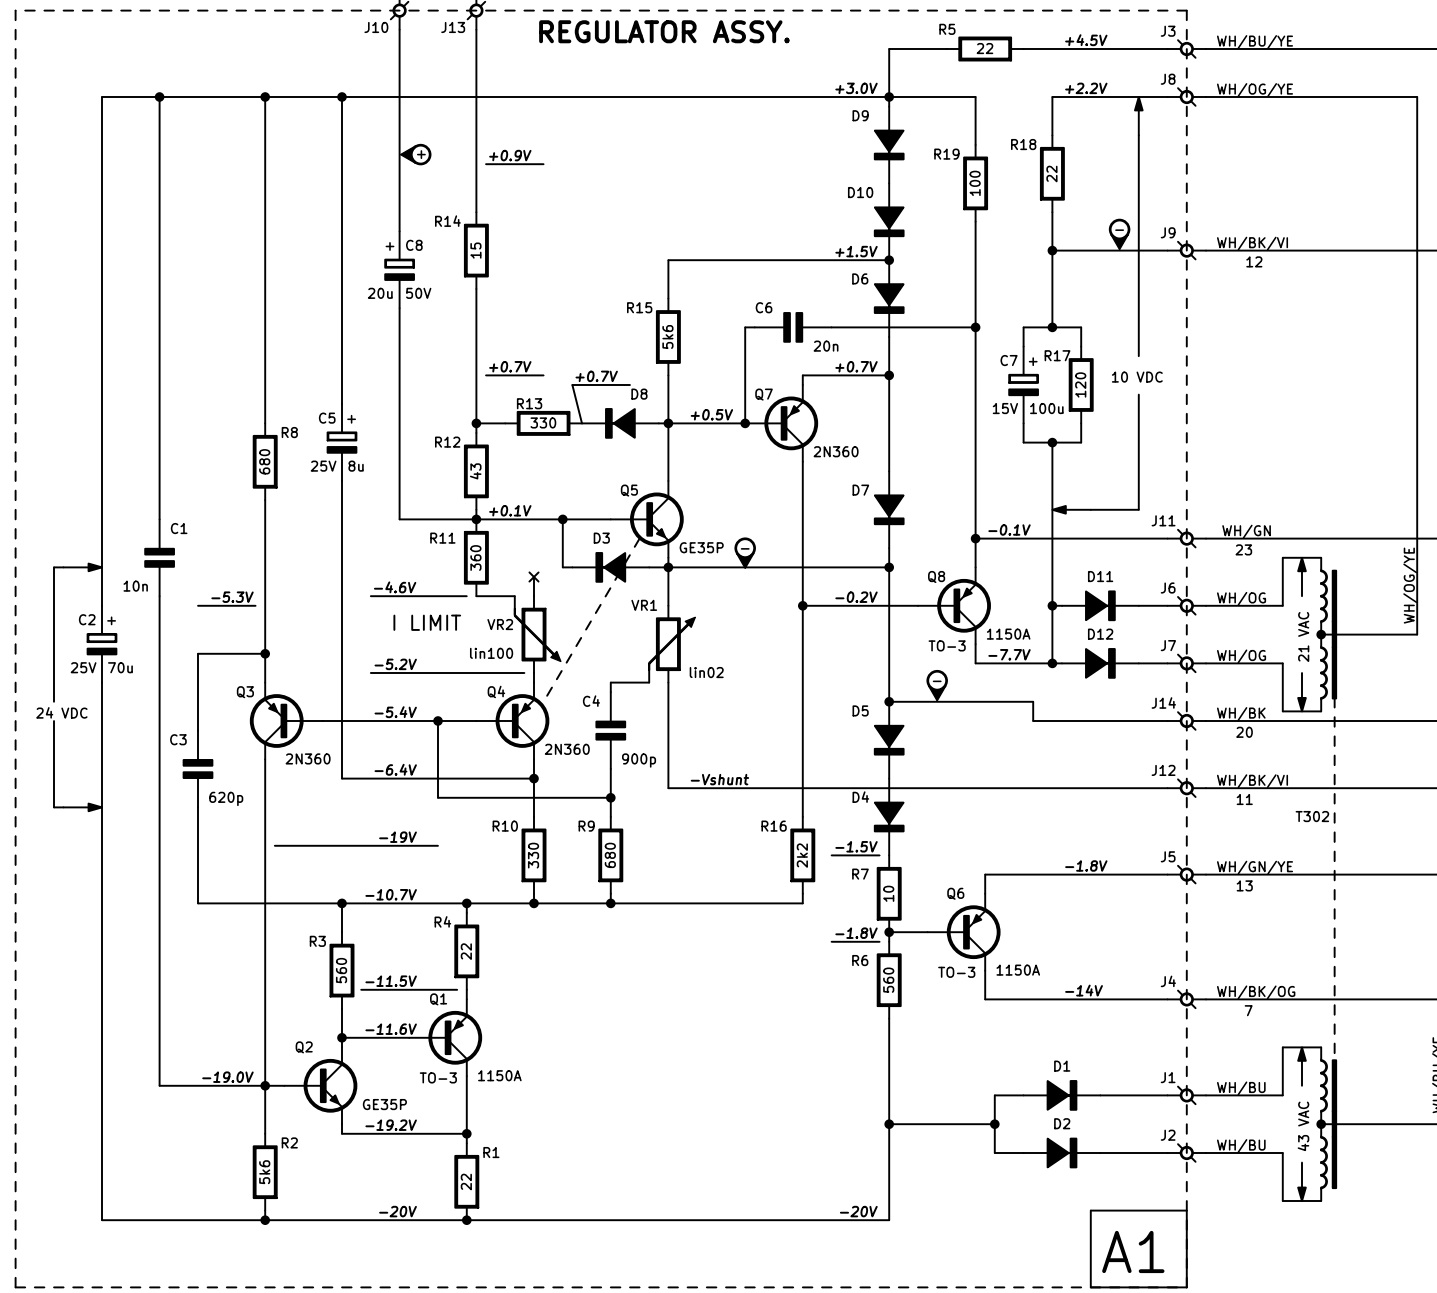 J10
J13
REGULATOR ASSY.
R5
22
+4.5V
J3
WH/BU/YE
J8
+3.0V
+2.2V
WH/OG/YE
D9
+0.9V
R19
100
R18
22
D10
R14
15
+ C8
20u 50V
J9
WH/BK/VI
12
+1.5V
D6
R15
5k6
C6
20n
C7 +
15V 100u
R17
120
10 VDC
+0.7V
+0.7V
D8
R13
330
+0.7V
Q7
+0.5V
2N360
C5 +
25V 8u
R8
680
R12
43
Q5
D7
+0.1V
C1
10n
R11
360
D3
GE35P
-0.1V
J11
WH/GN
23
WH/OG/YE
-4.6V
-5.3V
I LIMIT
VR2
lin100
VR1
lin02
-0.2V
Q8
TO-3
1150A
D11
J6
WH/OG
21 VAC
C2 +
25V 70u
-7.7V
D12
J7
WH/OG
-5.2V
Q3
Q4
C4
900p
24 VDC
-5.4V
D5
J14
WH/BK
20
C3
620p
2N360
2N360
-6.4V
-Vshunt
J12
WH/BK/VI
11
D4
T302
-19V
R10
330
R9
680
R16
2k2
-1.5V
R7
10
-1.8V
J5
WH/GN/YE
13
-10.7V
Q6
R3
560
R4
22
-1.8V
R6
560
TO-3
1150A
-11.5V
Q1
-14V
J4
WH/BK/OG
7
-11.6V
Q2
TO-3
1150A
D1
J1
WH/BU
43 VAC
-19.0V
GE35P
-19.2V
D2
J2
WH/BU
R2
5k6
R1
22
-20V
-20V
A1